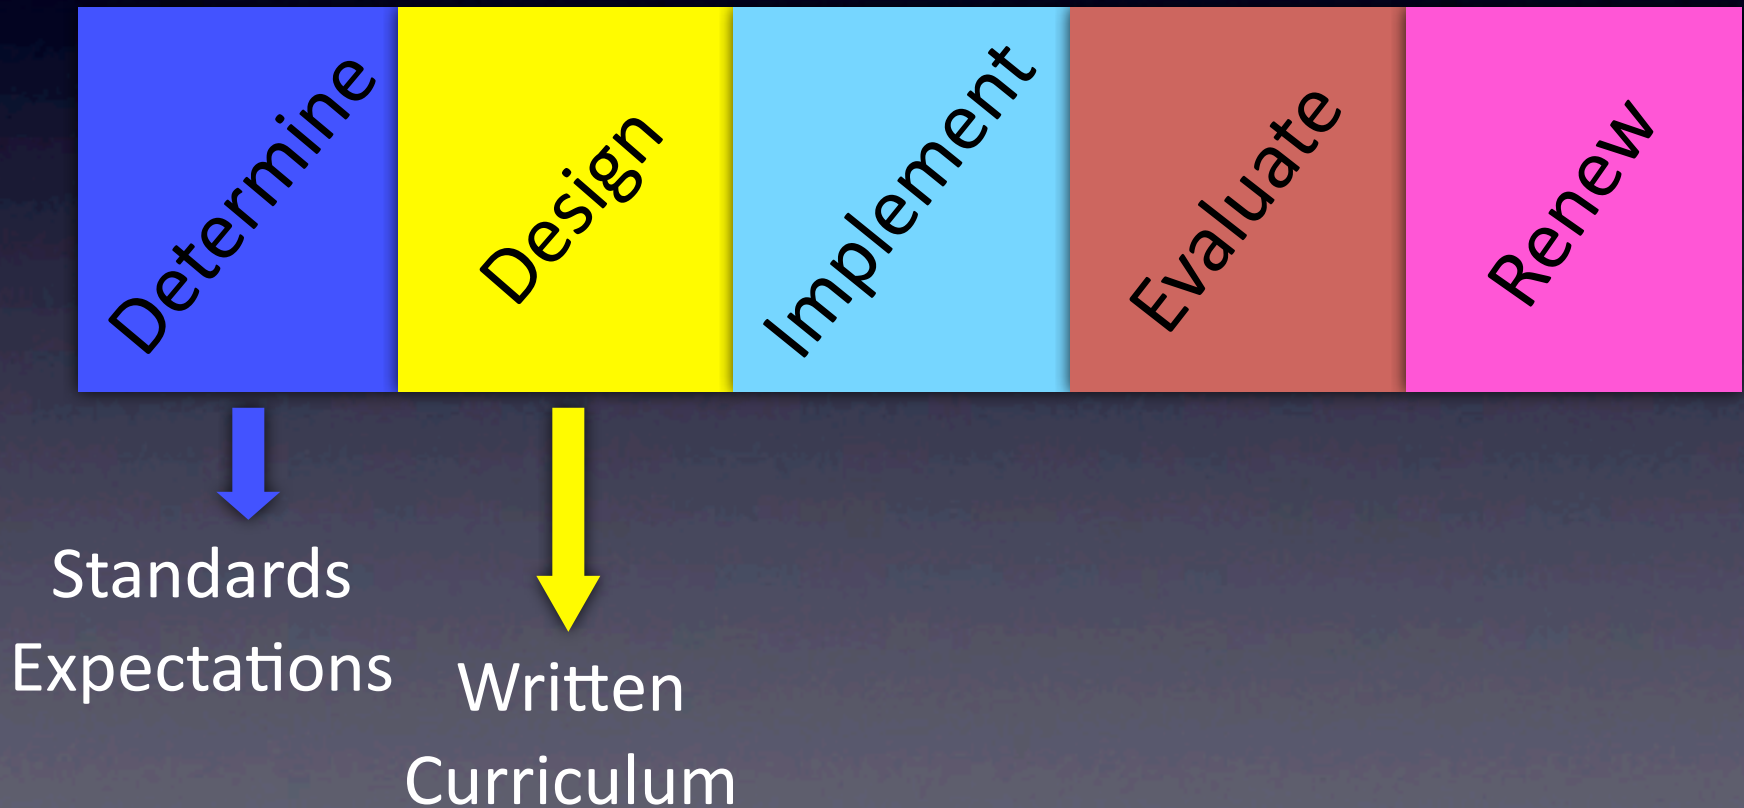 Determine
Design
Implement
Evaluate
Renew
Standards
Expectations
Written
Curriculum